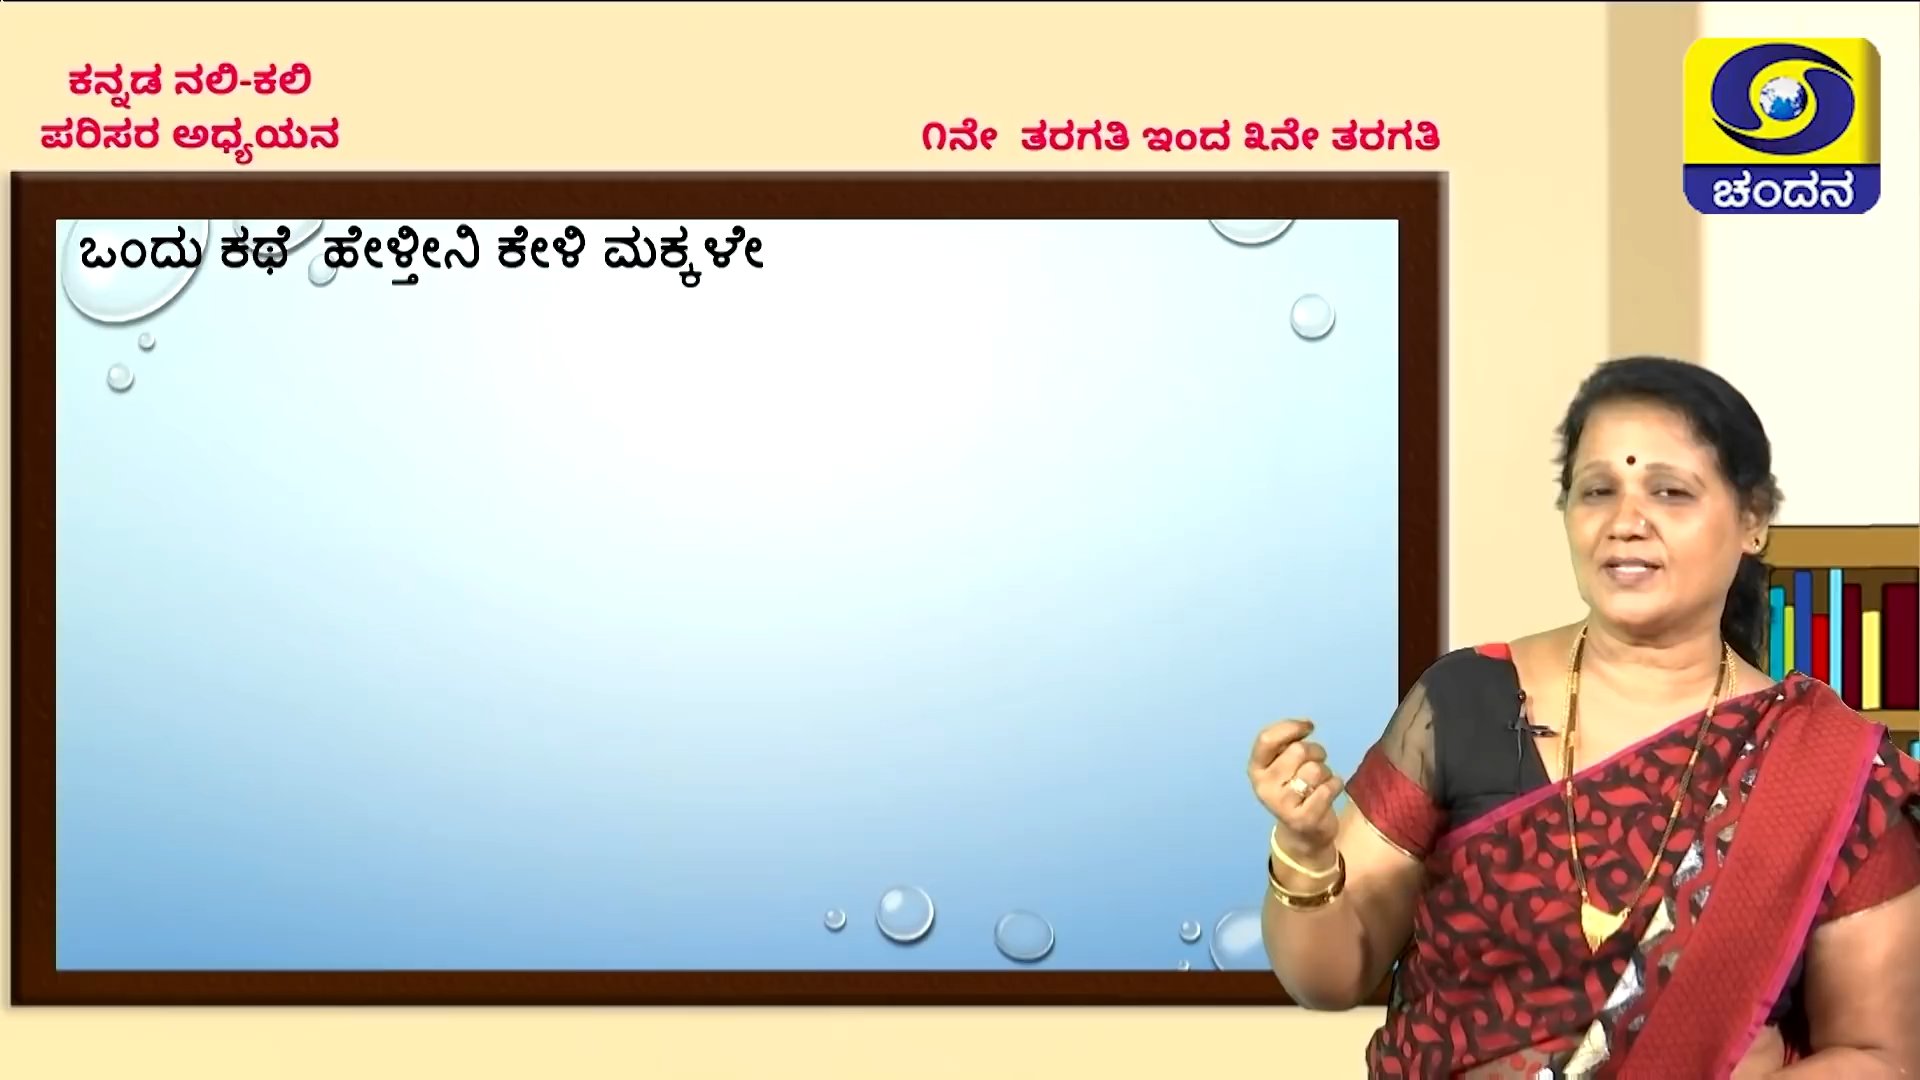 ಕನ್ನಡ ನಲಿ-ಕಲಿ
ಪರಿಸರ ಅಧ್ಯಯನ
೧ನೇ ತರಗತಿ ಇಂದ ೩ನೇ ತರಗತಿ
ಚಂದನ
ಒಂದು ಕಥೆ ಹೇಳ್ತೀನಿ ಕೇಳಿ ಮಕ್ಕಳೇ